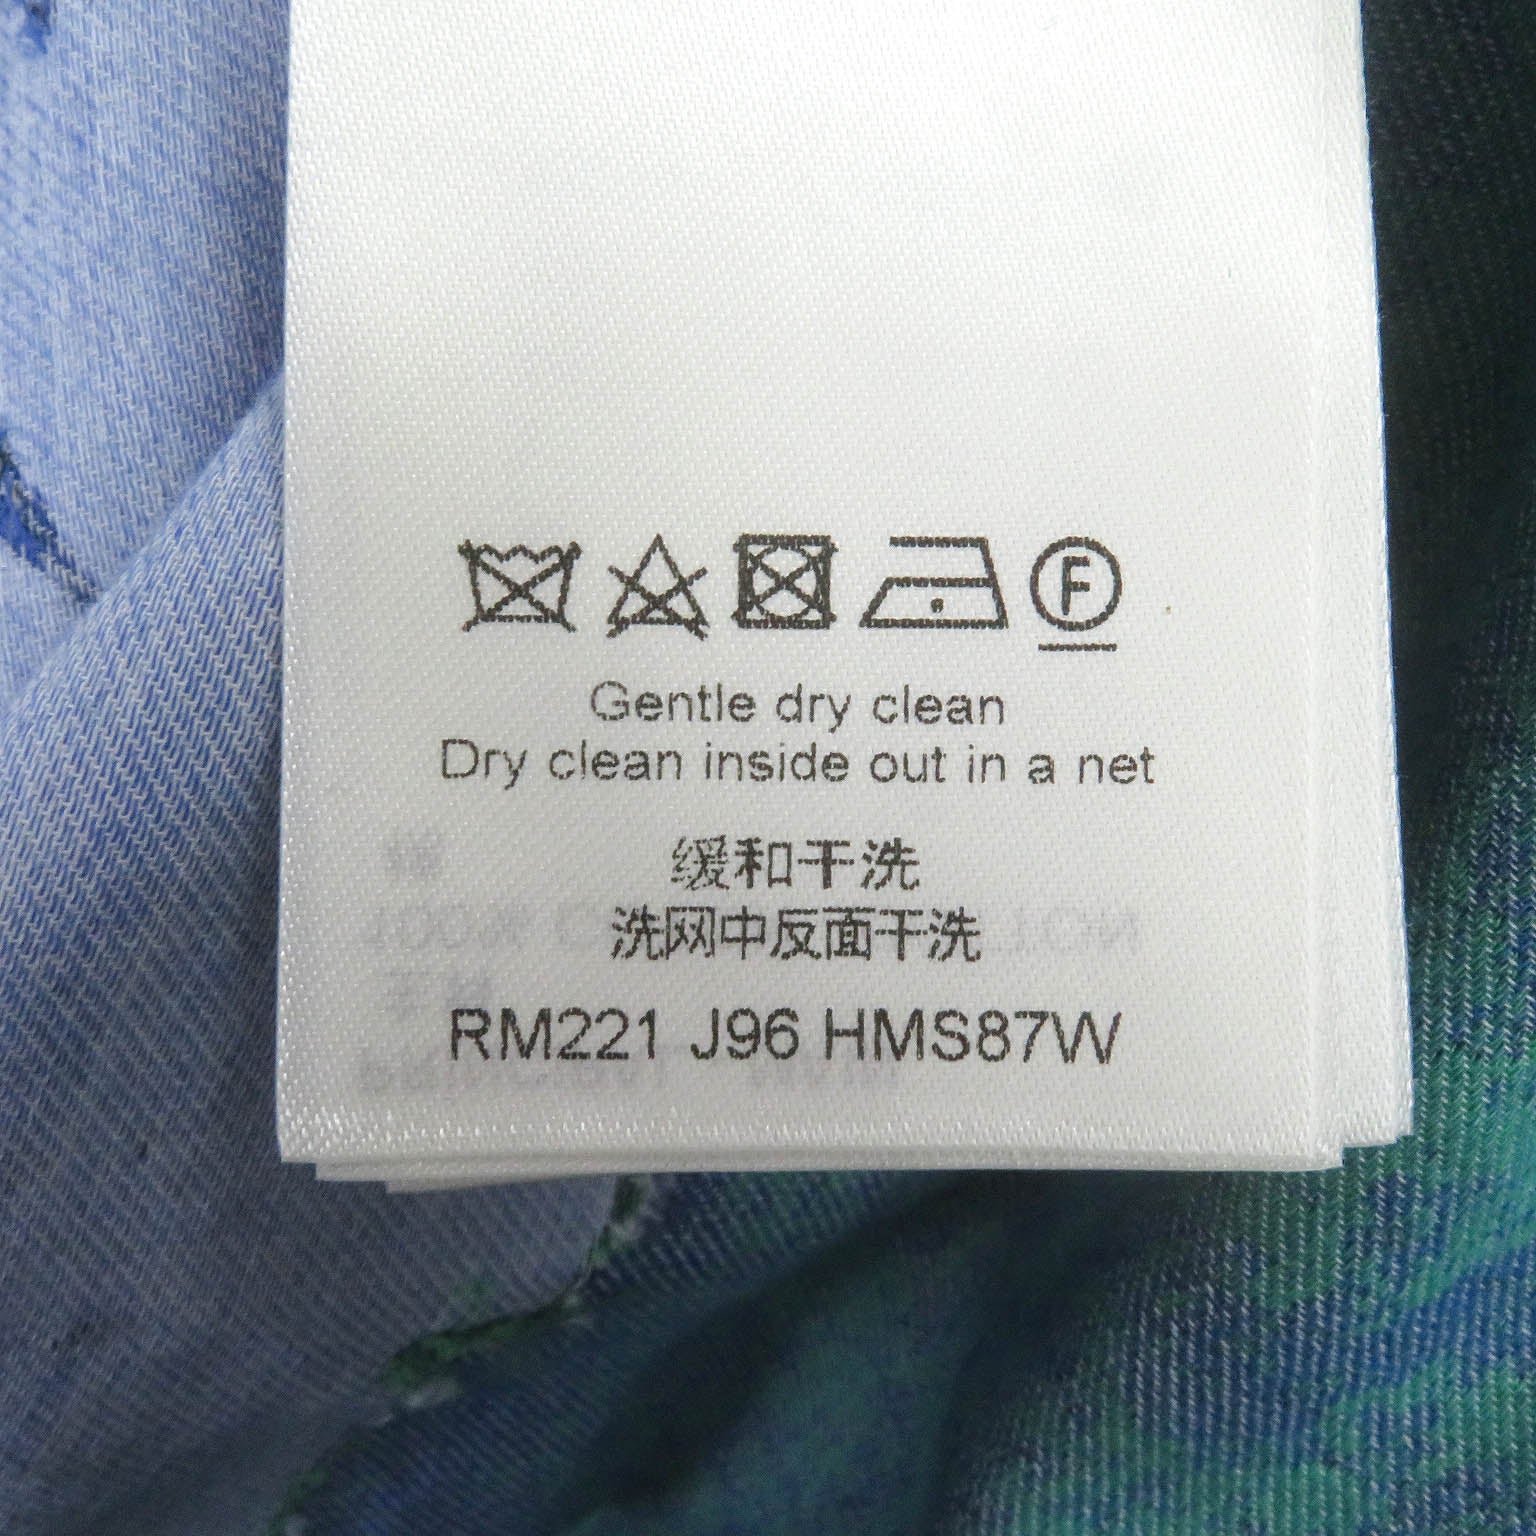 F
Gentle dry clean
Dry clean inside out in a net
缓和干洗
洗网中反面干洗
RM221 J96 HMS87W